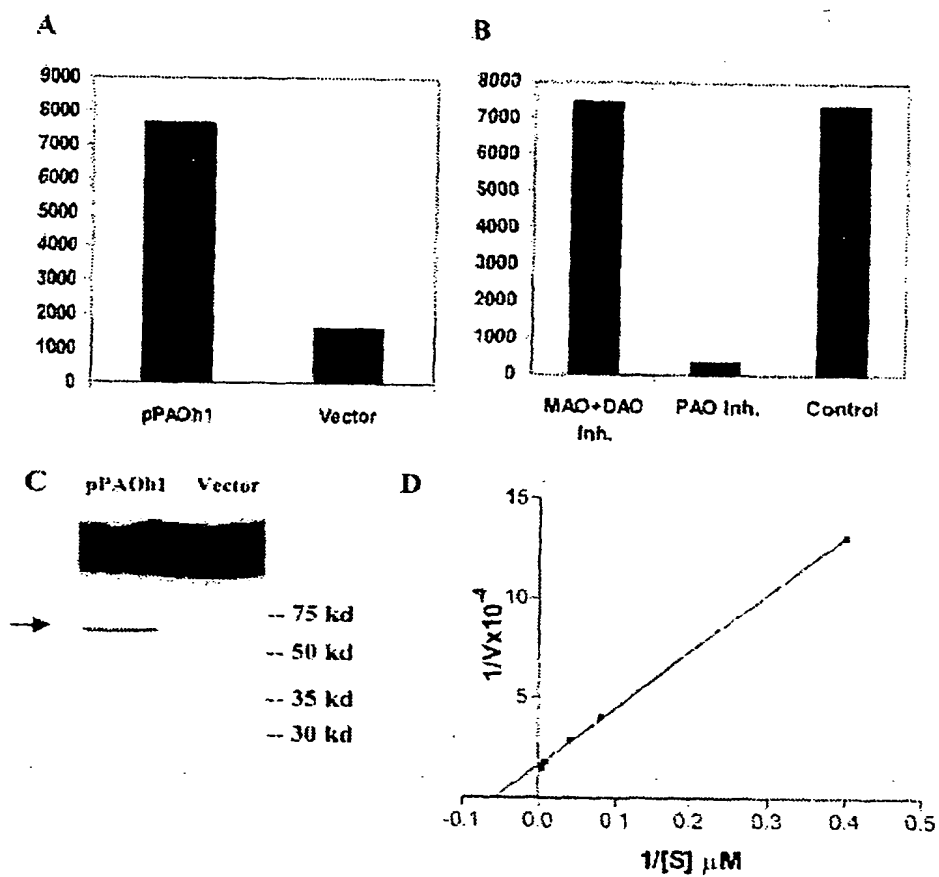 A
9000
8000
7000
6000
5000
4000
3000
2000
1000
0
pPAOh1
Vector
B
8000
7000
6000
5000
4000
3000
2000
1000
0
MAO+DAO
Inh.
PAO Inh.
Control
C
pPAOh1 Vector
-- 75 kd
-- 50 kd
-- 35 kd
-- 30 kd
D
15
10
5
1/Vx10⁻⁴
-0.1 0.0 0.1 0.2 0.3 0.4 0.5
1/[S] µM